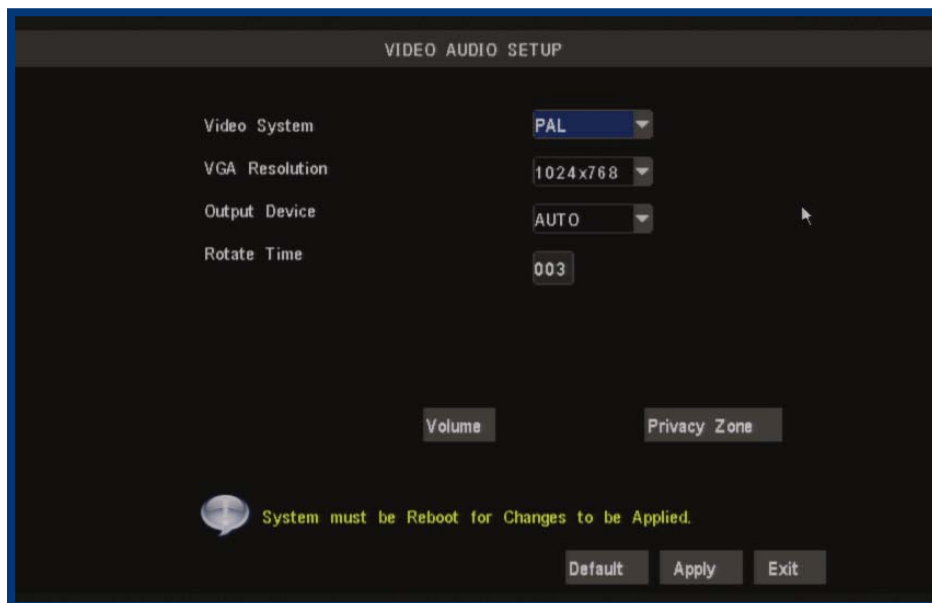 VIDEO AUDIO SETUP
Video System PAL
VGA Resolution 1024x768
Output Device AUTO
Rotate Time 003
Volume Privacy Zone
System must be Reboot for Changes to be Applied.
Default Apply Exit